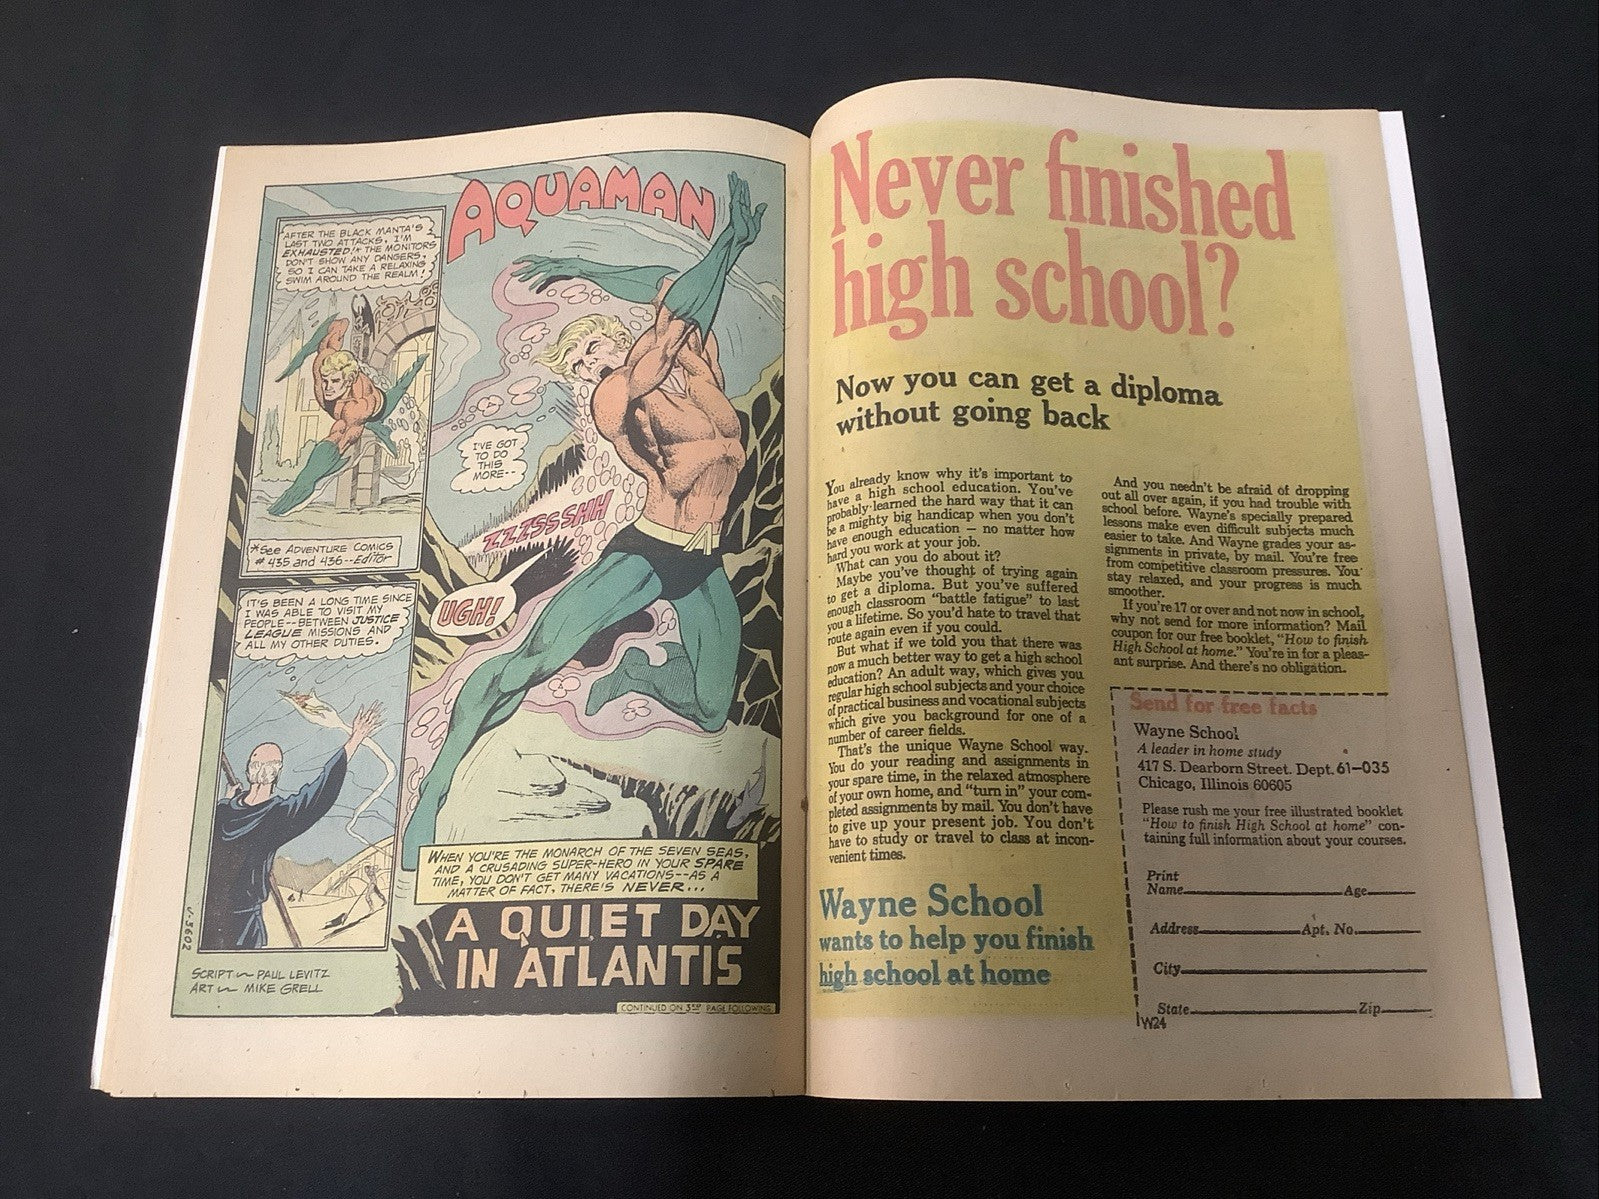 AQUAMAN
AFTER THE BLACK MANTA'S
LAST TWO ATTACKS, I'M
EXHAUSTED!* THE MONITORS
DON'T SHOW ANY DANGERS,
SO I CAN TAKE A RELAXING
SWIM AROUND THE REALM!
*SEE ADVENTURE COMICS
#435 and 436--Editor
I'VE GOT
TO DO
THIS
MORE--
ZZZSSSHH
UGH!
IT'S BEEN A LONG TIME SINCE
I WAS ABLE TO VISIT MY
PEOPLE--BETWEEN JUSTICE
LEAGUE MISSIONS AND
ALL MY OTHER DUTIES.
WHEN YOU'RE THE MONARCH OF THE SEVEN SEAS,
AND A CRUSADING SUPER-HERO IN YOUR SPARE
TIME, YOU DON'T GET MANY VACATIONS--AS A
MATTER OF FACT, THERE'S NEVER...
A QUIET DAY
IN ATLANTIS
V-3602
SCRIPT ~ PAUL LEVITZ
ART ~ MIKE GRELL
CONTINUED ON 3RD PAGE FOLLOWING
Never finished
high school?
Now you can get a diploma
without going back
You already know why it's important to
have a high school education. You've
probably learned the hard way that it can
be a mighty big handicap when you don't
have enough education — no matter how
hard you work at your job.
What can you do about it?
Maybe you've thought of trying again
to get a diploma. But you've suffered
enough classroom "battle fatigue" to last
you a lifetime. So you'd hate to travel that
route again even if you could.
But what if we told you that there was
now a much better way to get a high school
education? An adult way, which gives you
regular high school subjects and your choice
of practical business and vocational subjects
which give you background for one of a
number of career fields.
That's the unique Wayne School way.
You do your reading and assignments in
your spare time, in the relaxed atmosphere
of your own home, and "turn in" your com-
pleted assignments by mail. You don't have
to give up your present job. You don't
have to study or travel to class at incon-
venient times.
Wayne School
wants to help you finish
high school at home
And you needn't be afraid of dropping
out all over again, if you had trouble with
school before. Wayne's specially prepared
lessons make even difficult subjects much
easier to take. And Wayne grades your as-
signments in private, by mail. You're free
from competitive classroom pressures. You
stay relaxed, and your progress is much
smoother.
If you're 17 or over and not now in school,
why not send for more information? Mail
coupon for our free booklet, "How to finish
High School at home." You're in for a pleas-
ant surprise. And there's no obligation.
Send for free facts
Wayne School
A leader in home study
417 S. Dearborn Street. Dept. 61-035
Chicago, Illinois 60605
Please rush me your free illustrated booklet
"How to finish High School at home" con-
taining full information about your courses.
Print
Name Age
Address Apt. No.
City
State Zip
W24